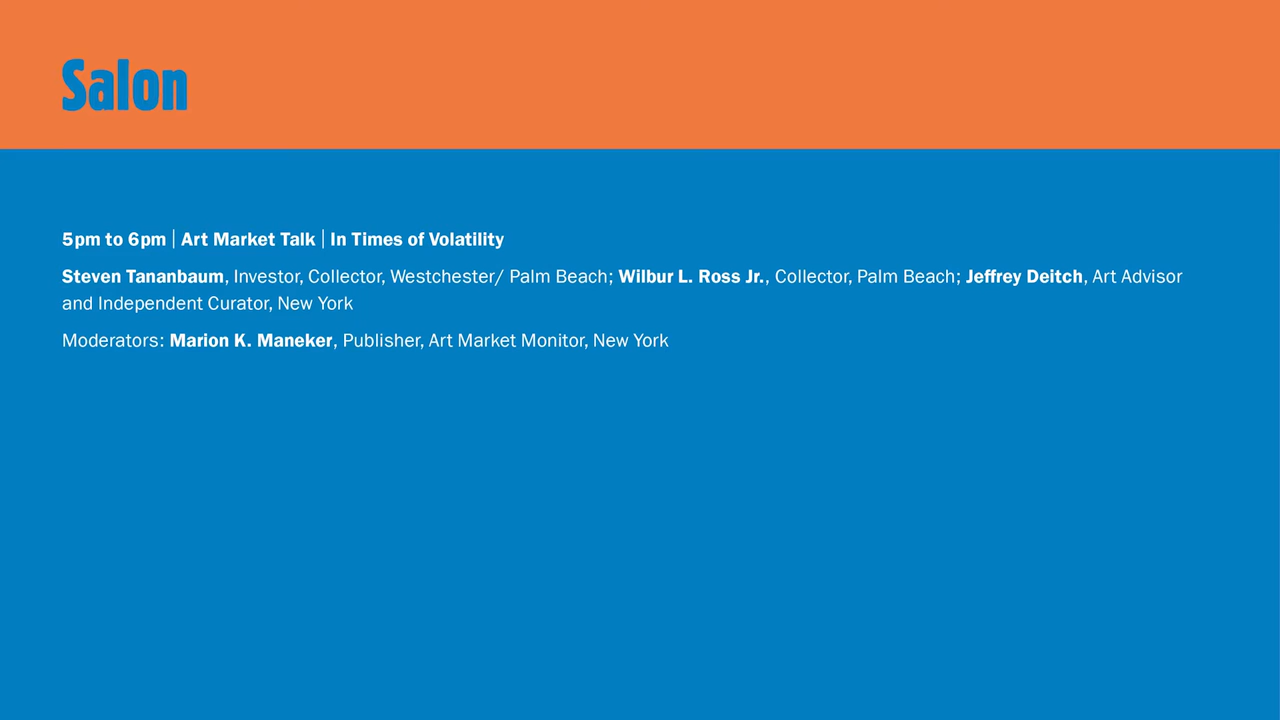 Salon
5pm to 6pm | Art Market Talk | In Times of Volatility
Steven Tananbaum, Investor, Collector, Westchester/ Palm Beach; Wilbur L. Ross Jr., Collector, Palm Beach; Jeffrey Deitch, Art Advisor
and Independent Curator, New York
Moderators: Marion K. Maneker, Publisher, Art Market Monitor, New York